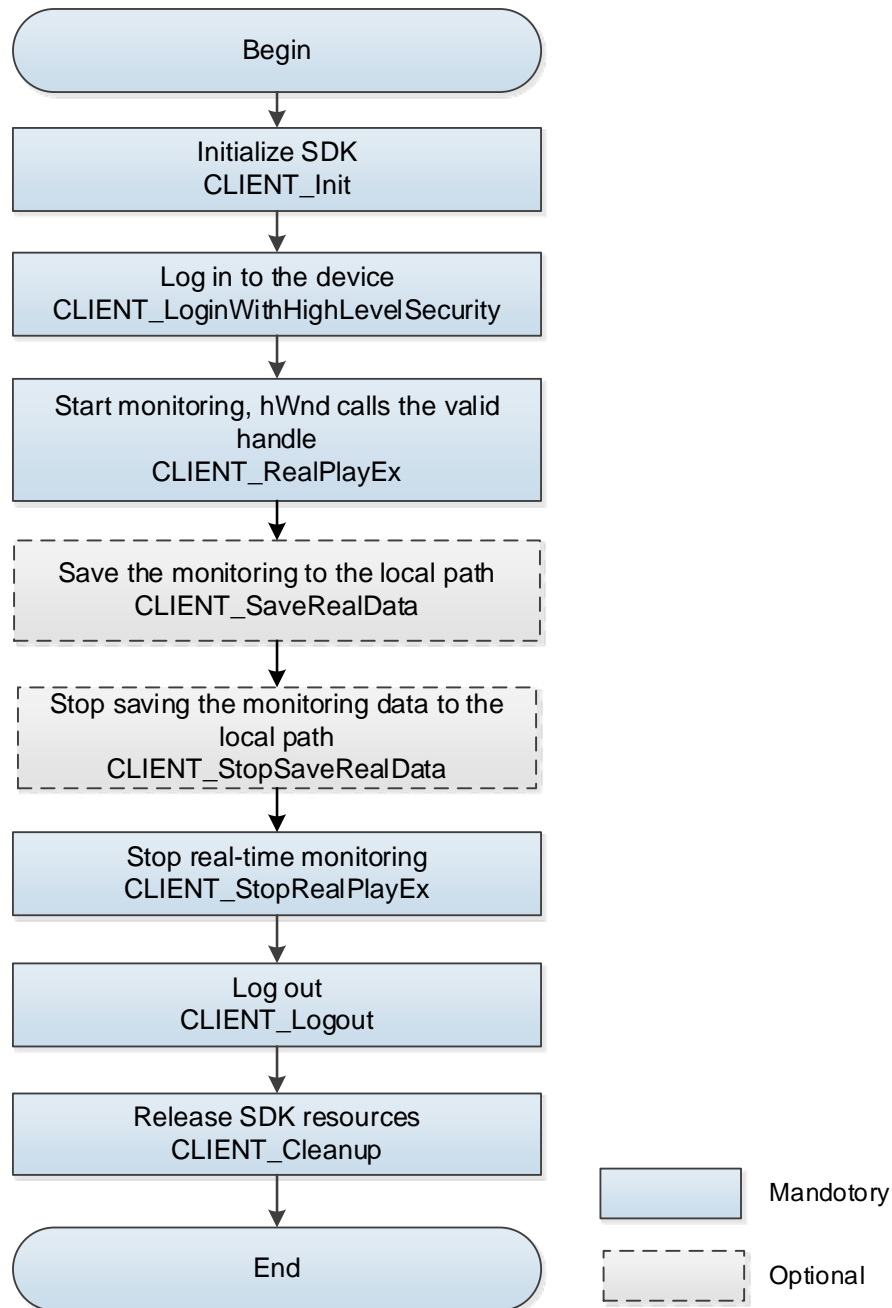 Begin
Initialize SDK
CLIENT_Init
Log in to the device
CLIENT_LoginWithHighLevelSecurity
Start monitoring, hWnd calls the valid
handle
CLIENT_RealPlayEx
Save the monitoring to the local path
CLIENT_SaveRealData
Stop saving the monitoring data to the
local path
CLIENT_StopSaveRealData
Stop real-time monitoring
CLIENT_StopRealPlayEx
Log out
CLIENT_Logout
Release SDK resources
CLIENT_Cleanup
End
Mandotory
Optional